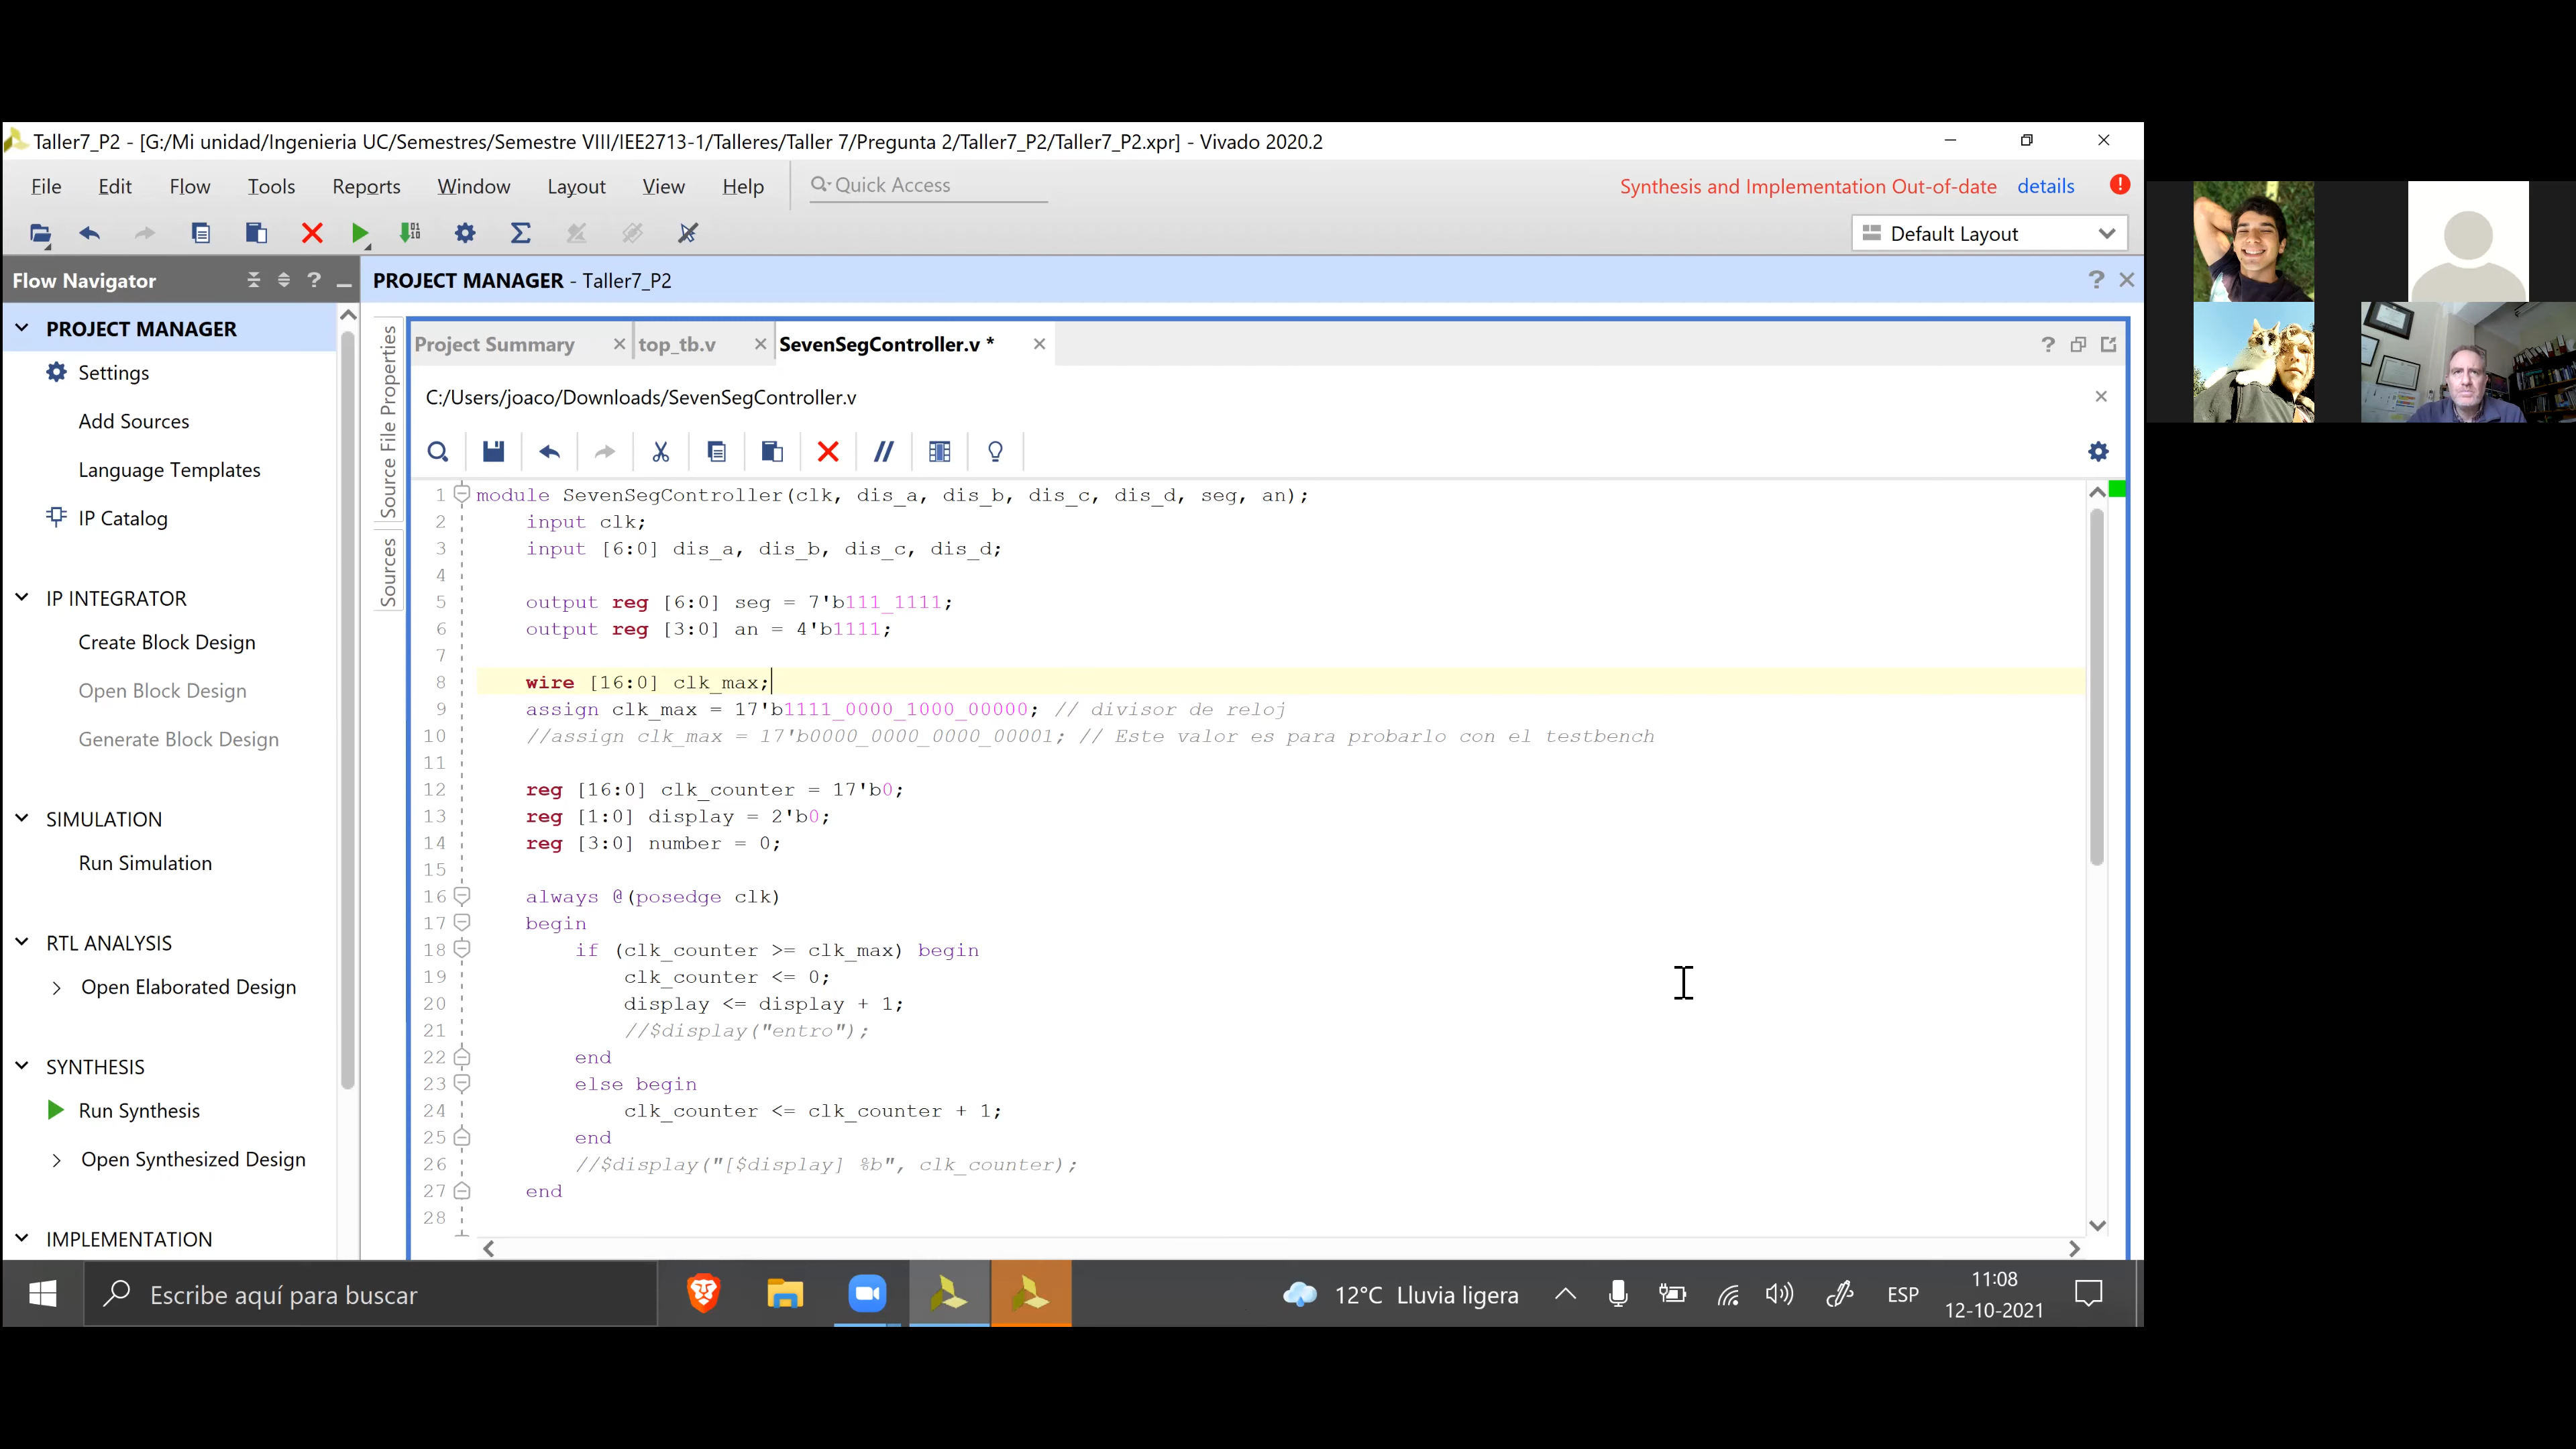 Taller7_P2 - [G:/Mi unidad/Ingenieria UC/Semestres/Semestre VIII/IEE2713-1/Talleres/Taller 7/Pregunta 2/Taller7_P2/Taller7_P2.xpr] - Vivado 2020.2
File Edit Flow Tools Reports Window Layout View Help Quick Access Synthesis and Implementation Out-of-date details
Default Layout
Flow Navigator
PROJECT MANAGER - Taller7_P2
PROJECT MANAGER
Settings
Add Sources
Language Templates
IP Catalog
IP INTEGRATOR
Create Block Design
Open Block Design
Generate Block Design
SIMULATION
Run Simulation
RTL ANALYSIS
Open Elaborated Design
SYNTHESIS
Run Synthesis
Open Synthesized Design
IMPLEMENTATION
Source File Properties
Sources
Project Summary top_tb.v SevenSegController.v *
C:/Users/joaco/Downloads/SevenSegController.v
1 module SevenSegController(clk, dis_a, dis_b, dis_c, dis_d, seg, an);
2 input clk;
3 input [6:0] dis_a, dis_b, dis_c, dis_d;
4
5 output reg [6:0] seg = 7'b111_1111;
6 output reg [3:0] an = 4'b1111;
7
8 wire [16:0] clk_max;
9 assign clk_max = 17'b1111_0000_1000_00000; // divisor de reloj
10 //assign clk_max = 17'b0000_0000_0000_00001; // Este valor es para probarlo con el testbench
11
12 reg [16:0] clk_counter = 17'b0;
13 reg [1:0] display = 2'b0;
14 reg [3:0] number = 0;
15
16 always @(posedge clk)
17 begin
18 if (clk_counter >= clk_max) begin
19 clk_counter <= 0;
20 display <= display + 1;
21 //$display("entro");
22 end
23 else begin
24 clk_counter <= clk_counter + 1;
25 end
26 //$display("[$display] %b", clk_counter);
27 end
28
Escribe aquí para buscar
12°C Lluvia ligera
ESP
11:08
12-10-2021